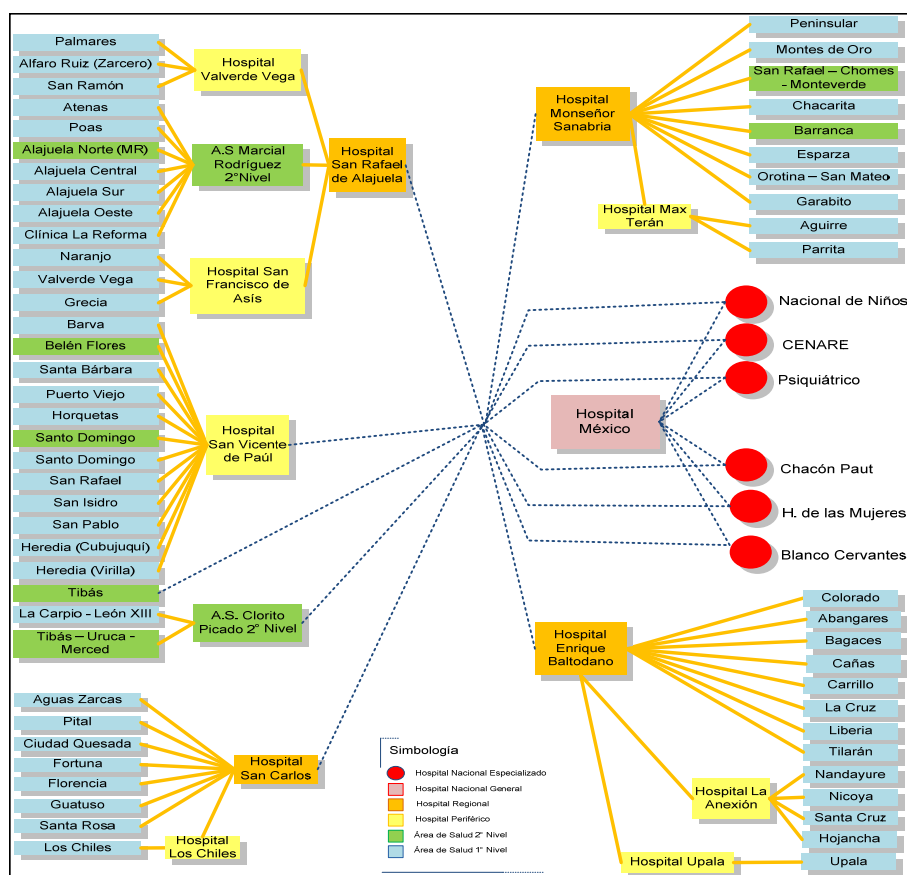 Palmares
Alfaro Ruiz (Zarcero)
San Ramón
Atenas
Poas
Alajuela Norte (MR)
Alajuela Central
Alajuela Sur
Alajuela Oeste
Clínica La Reforma
Naranjo
Valverde Vega
Grecia
Barva
Belén Flores
Santa Bárbara
Puerto Viejo
Horquetas
Santo Domingo
Santo Domingo
San Rafael
San Isidro
San Pablo
Heredia (Cubujuquí)
Heredia (Virilla)
Tibás
La Carpio - León XIII
Tibás – Uruca -
Merced
Aguas Zarcas
Pital
Ciudad Quesada
Fortuna
Florencia
Guatuso
Santa Rosa
Los Chiles
Hospital
Valverde Vega
A.S Marcial
Rodríguez
2°Nivel
Hospital San
Francisco de
Asís
Hospital
San Vicente
de Paúl
A.S. Clorito
Picado 2° Nivel
Hospital
San Carlos
Hospital
Los Chiles
Hospital
San Rafael
de Alajuela
Hospital
Monseñor
Sanabria
Hospital Max
Terán
Peninsular
Montes de Oro
San Rafael – Chomes
- Monteverde
Chacarita
Barranca
Esparza
Orotina – San Mateo
Garabito
Aguirre
Parrita
Hospital
México
Nacional de Niños
CENARE
Psiquiátrico
Chacón Paut
H. de las Mujeres
Blanco Cervantes
Hospital
Enrique
Baltodano
Hospital La
Anexión
Hospital Upala
Colorado
Abangares
Bagaces
Cañas
Carrillo
La Cruz
Liberia
Tilarán
Nandayure
Nicoya
Santa Cruz
Hojancha
Upala
Simbología
Hospital Nacional Especializado
Hospital Nacional General
Hospital Regional
Hospital Periférico
Área de Salud 2° Nivel
Área de Salud 1° Nivel